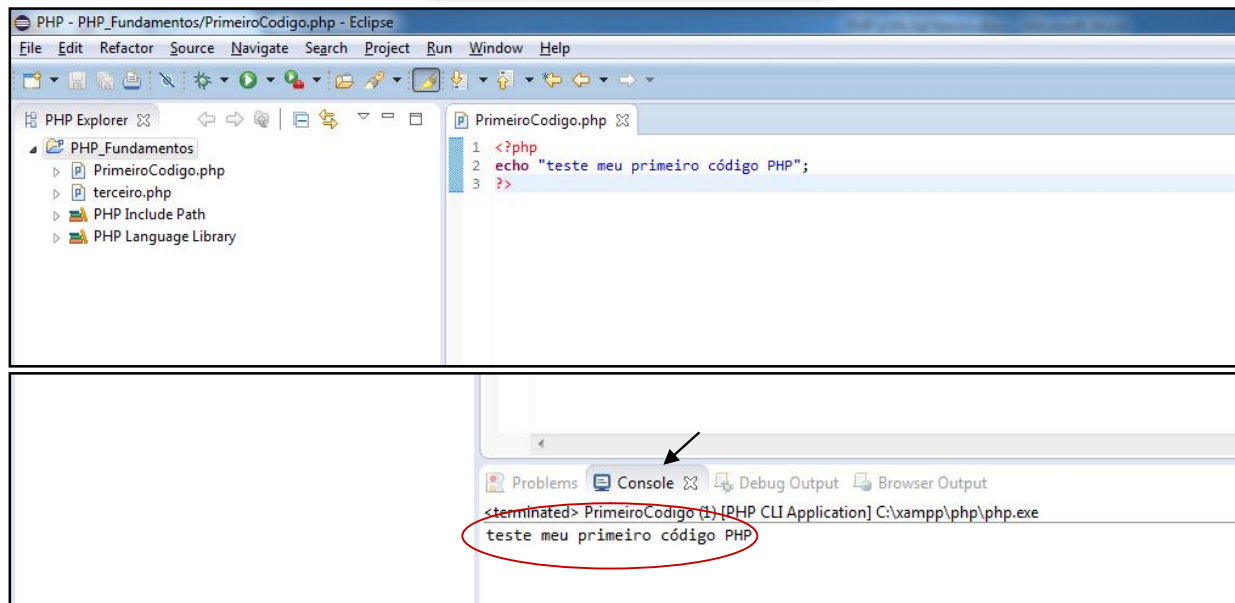 PHP - PHP_Fundamentos/PrimeiroCodigo.php - Eclipse
File Edit Refactor Source Navigate Search Project Run Window Help
PHP Explorer
PHP_Fundamentos
PrimeiroCodigo.php
terceiro.php
PHP Include Path
PHP Language Library
PrimeiroCodigo.php
1 <?php
2 echo "teste meu primeiro código PHP";
3 ?>
Problems Console Debug Output Browser Output
<terminated> PrimeiroCodigo (1) [PHP CLI Application] C:\xampp\php\php.exe
teste meu primeiro código PHP